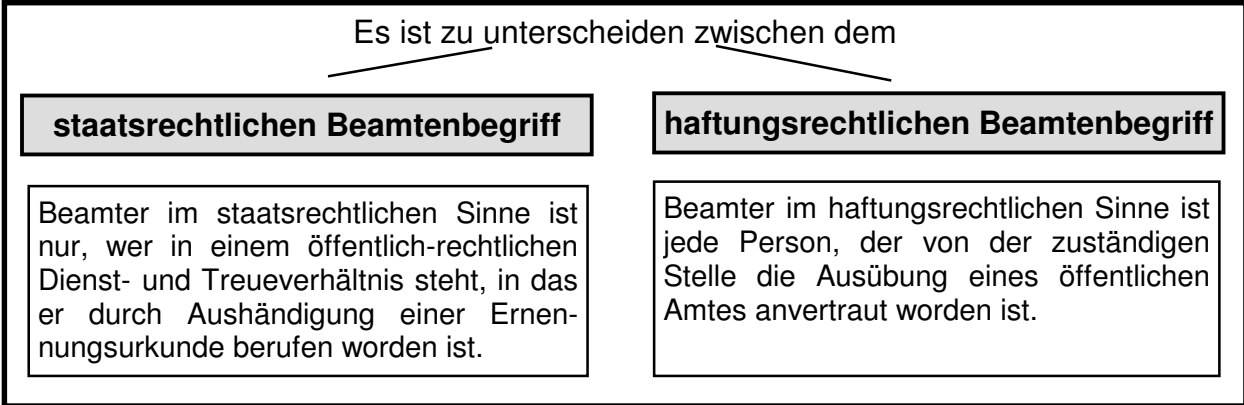 Es ist zu unterscheiden zwischen dem
staatsrechtlichen Beamtenbegriff
haftungsrechtlichen Beamtenbegriff
Beamter im staatsrechtlichen Sinne ist
nur, wer in einem öffentlich-rechtlichen
Dienst- und Treueverhältnis steht, in das
er durch Aushändigung einer Ernen-
nungsurkunde berufen worden ist.
Beamter im haftungsrechtlichen Sinne ist
jede Person, der von der zuständigen
Stelle die Ausübung eines öffentlichen
Amtes anvertraut worden ist.